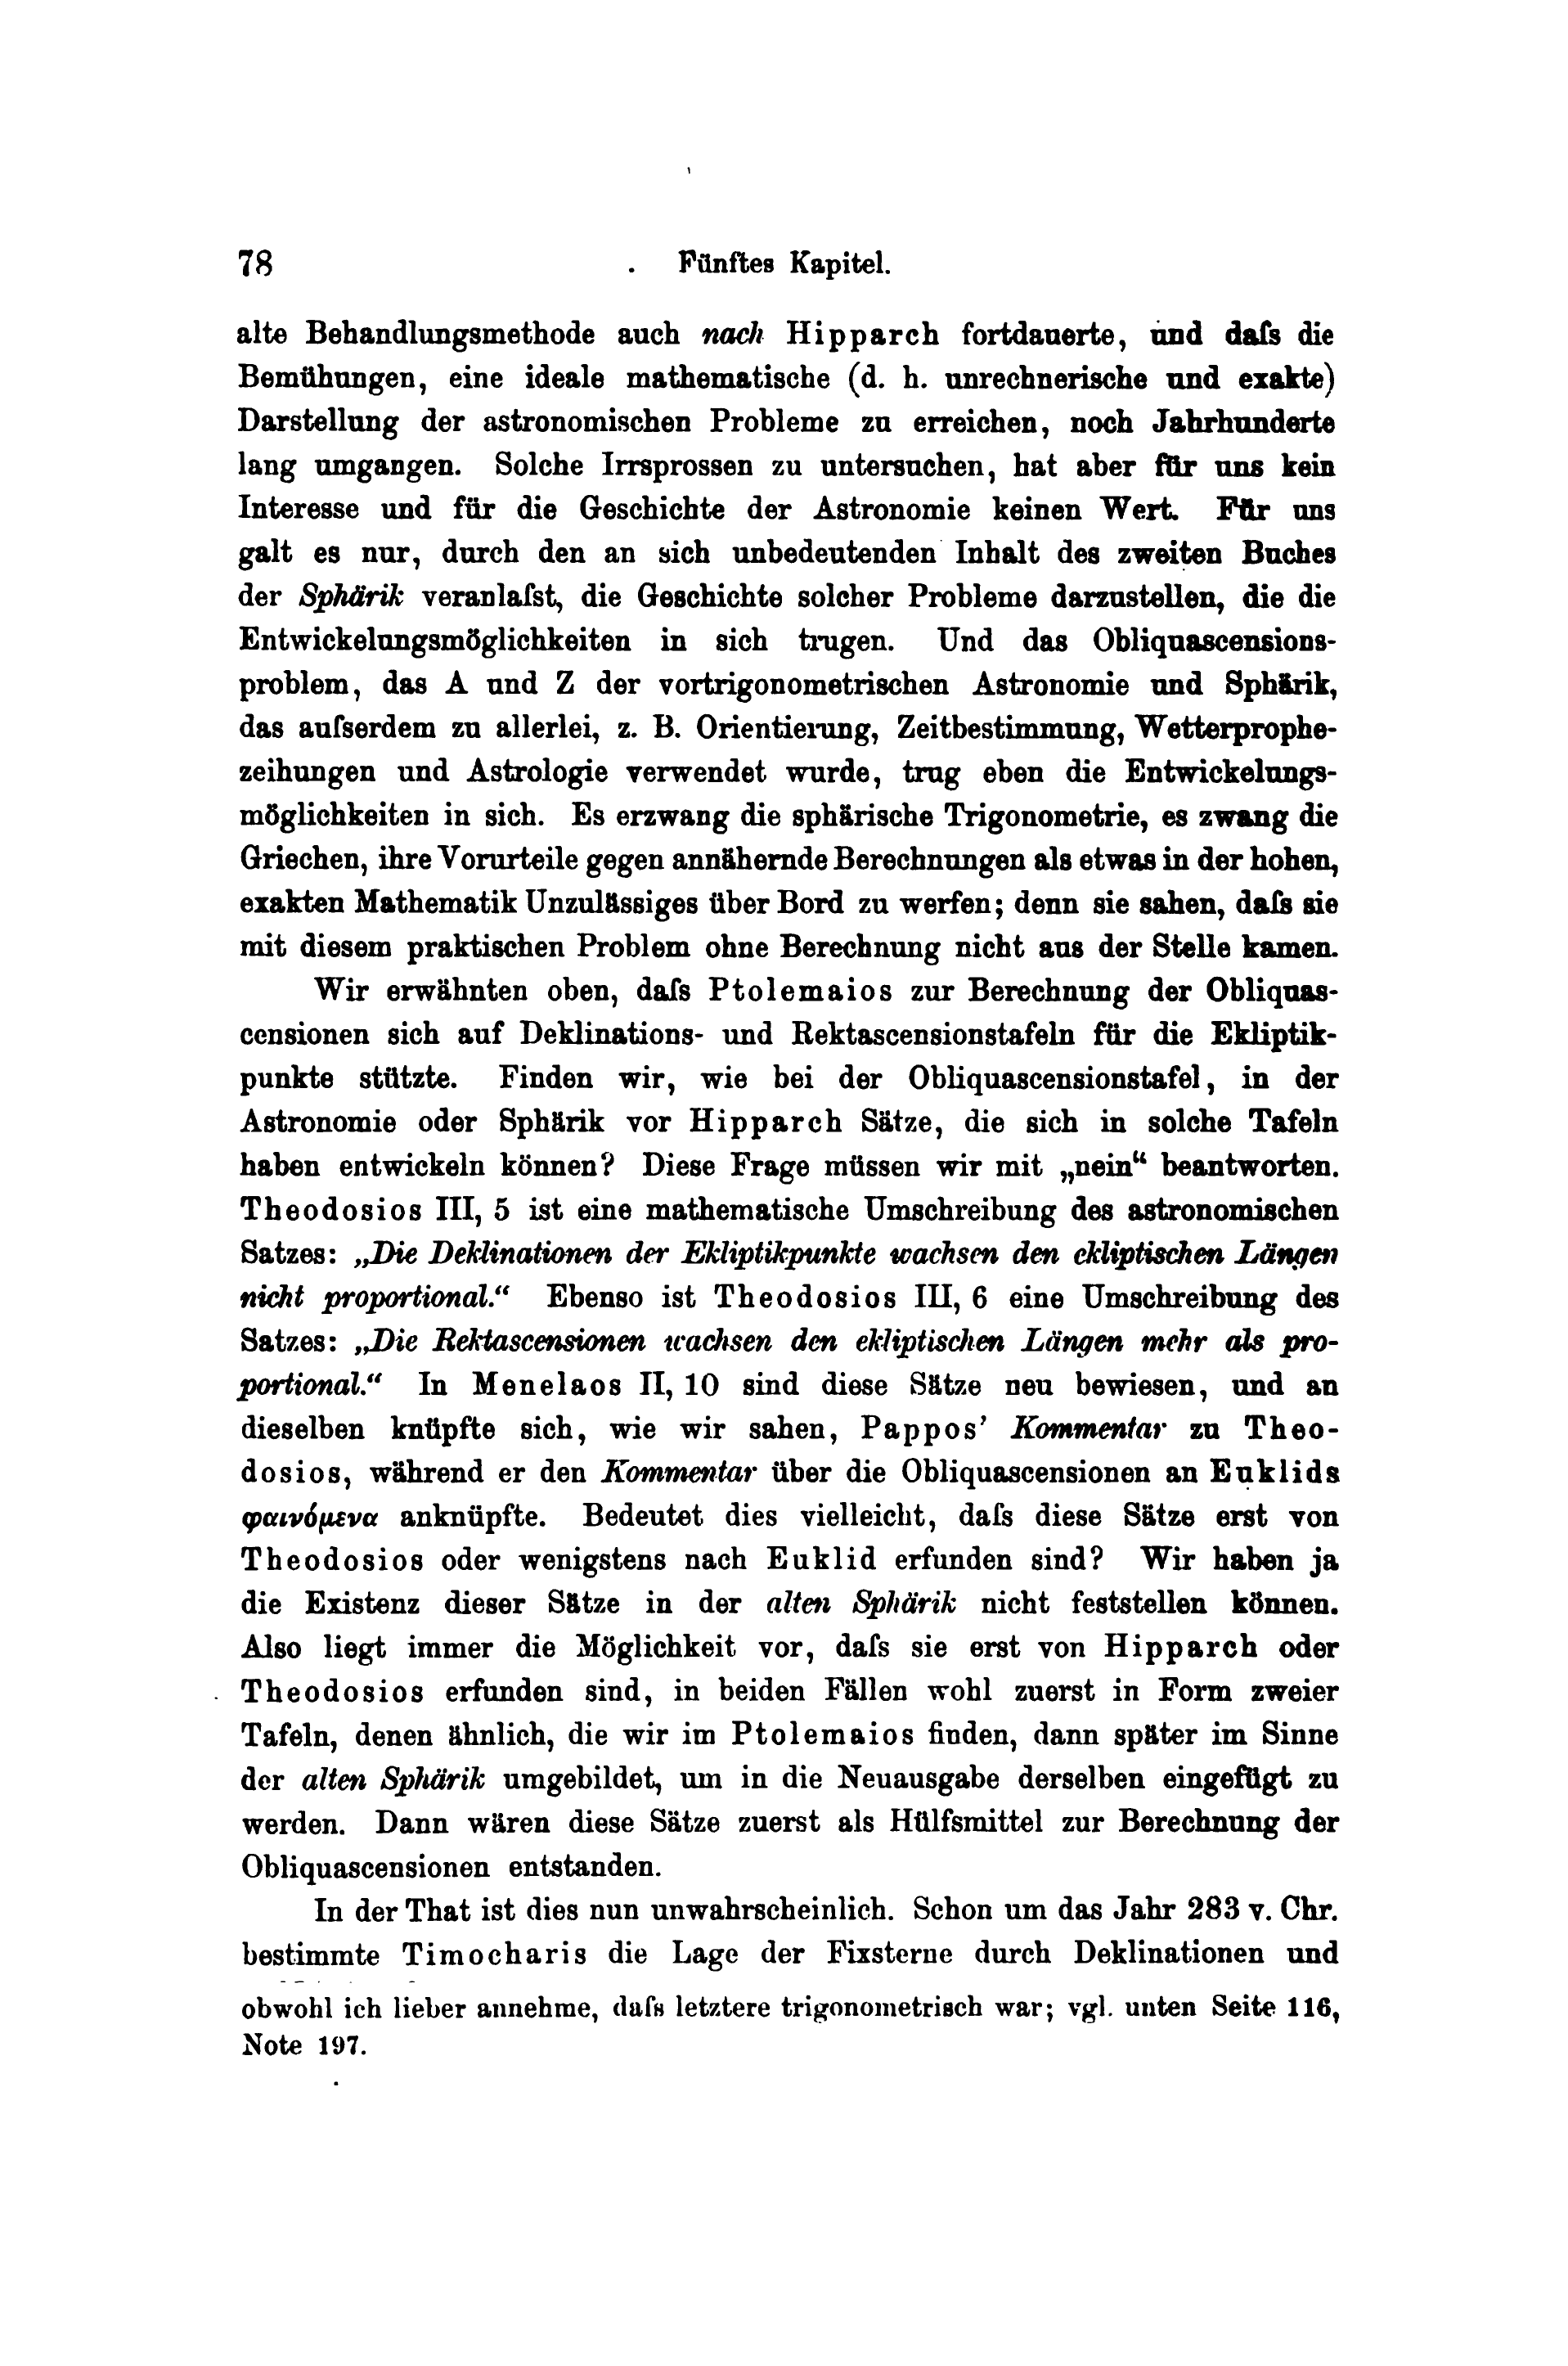 78 Fünftes Kapitel.
alte Behandlungsmethode auch nach Hipparch fortdauerte, und daſs die
Bemühungen, eine ideale mathematische (d. h. unrechnerische und exakte)
Darstellung der astronomischen Probleme zu erreichen, noch Jahrhunderte
lang umgangen. Solche Irrsprossen zu untersuchen, hat aber für uns kein
Interesse und für die Geschichte der Astronomie keinen Wert. Für uns
galt es nur, durch den an sich unbedeutenden Inhalt des zweiten Buches
der Sphärik veranlaſst, die Geschichte solcher Probleme darzustellen, die die
Entwickelungsmöglichkeiten in sich trugen. Und das Obliquascensions-
problem, das A und Z der vortrigonometrischen Astronomie und Sphärik,
das auſserdem zu allerlei, z. B. Orientierung, Zeitbestimmung, Wetterprophe-
zeihungen und Astrologie verwendet wurde, trug eben die Entwickelungs-
möglichkeiten in sich. Es erzwang die sphärische Trigonometrie, es zwang die
Griechen, ihre Vorurteile gegen annähernde Berechnungen als etwas in der hohen,
exakten Mathematik Unzulässiges über Bord zu werfen; denn sie sahen, daſs sie
mit diesem praktischen Problem ohne Berechnung nicht aus der Stelle kamen.
Wir erwähnten oben, daſs Ptolemaios zur Berechnung der Obliquas-
censionen sich auf Deklinations- und Rektascensionstafeln für die Ekliptik-
punkte stützte. Finden wir, wie bei der Obliquascensionstafel, in der
Astronomie oder Sphärik vor Hipparch Sätze, die sich in solche Tafeln
haben entwickeln können? Diese Frage müssen wir mit „nein“ beantworten.
Theodosios III, 5 ist eine mathematische Umschreibung des astronomischen
Satzes: „Die Deklinationen der Ekliptikpunkte wachsen den ekliptischen Längen
nicht proportional.“ Ebenso ist Theodosios III, 6 eine Umschreibung des
Satzes: „Die Rektascensionen wachsen den ekliptischen Längen mehr als pro-
portional.“ In Menelaos II, 10 sind diese Sätze neu bewiesen, und an
dieselben knüpfte sich, wie wir sahen, Pappos’ Kommentar zu Theo-
dosios, während er den Kommentar über die Obliquascensionen an Euklids
φαινόμενα anknüpfte. Bedeutet dies vielleicht, daſs diese Sätze erst von
Theodosios oder wenigstens nach Euklid erfunden sind? Wir haben ja
die Existenz dieser Sätze in der alten Sphärik nicht feststellen können.
Also liegt immer die Möglichkeit vor, daſs sie erst von Hipparch oder
Theodosios erfunden sind, in beiden Fällen wohl zuerst in Form zweier
Tafeln, denen ähnlich, die wir im Ptolemaios finden, dann später im Sinne
der alten Sphärik umgebildet, um in die Neuausgabe derselben eingefügt zu
werden. Dann wären diese Sätze zuerst als Hülfsmittel zur Berechnung der
Obliquascensionen entstanden.
In der That ist dies nun unwahrscheinlich. Schon um das Jahr 283 v. Chr.
bestimmte Timocharis die Lage der Fixsterne durch Deklinationen und
obwohl ich lieber annehme, daſs letztere trigonometrisch war; vgl. unten Seite 116,
Note 197.